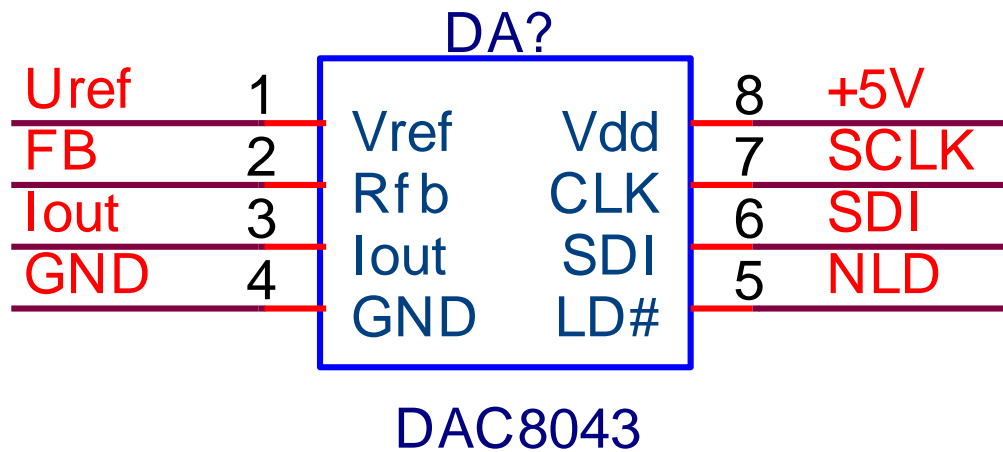 DA?
Uref 1 8 +5V
Vref Vdd
FB 2 7 SCLK
Rfb CLK
Iout 3 6 SDI
Iout SDI
GND 4 5 NLD
GND LD#
DAC8043